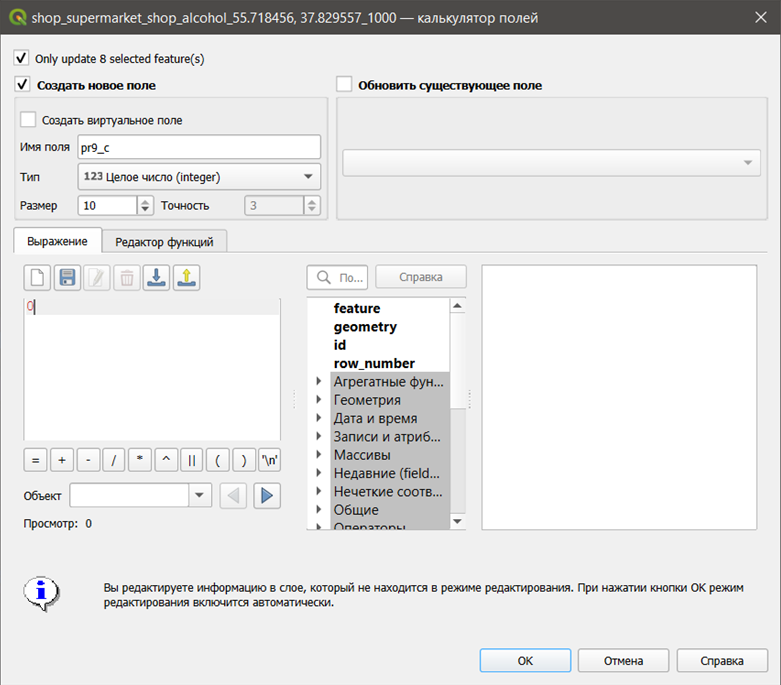 shop_supermarket_shop_alcohol_55.718456, 37.829557_1000 — калькулятор полей
Only update 8 selected feature(s)
Создать новое поле
Обновить существующее поле
Создать виртуальное поле
Имя поля pr9_c
Тип 123 Целое число (integer)
Размер 10 Точность 3
Выражение Редактор функций
По... Справка
0
feature
geometry
id
row_number
Агрегатные фун...
Геометрия
Дата и время
Записи и атриб...
Массивы
Недавние (field...
Нечеткие соотв...
Общие
Операторы
= + - / * ^ || ( ) '\n'
Объект
Просмотр: 0
Вы редактируете информацию в слое, который не находится в режиме редактирования. При нажатии кнопки ОК режим
редактирования включится автоматически.
ОК Отмена Справка